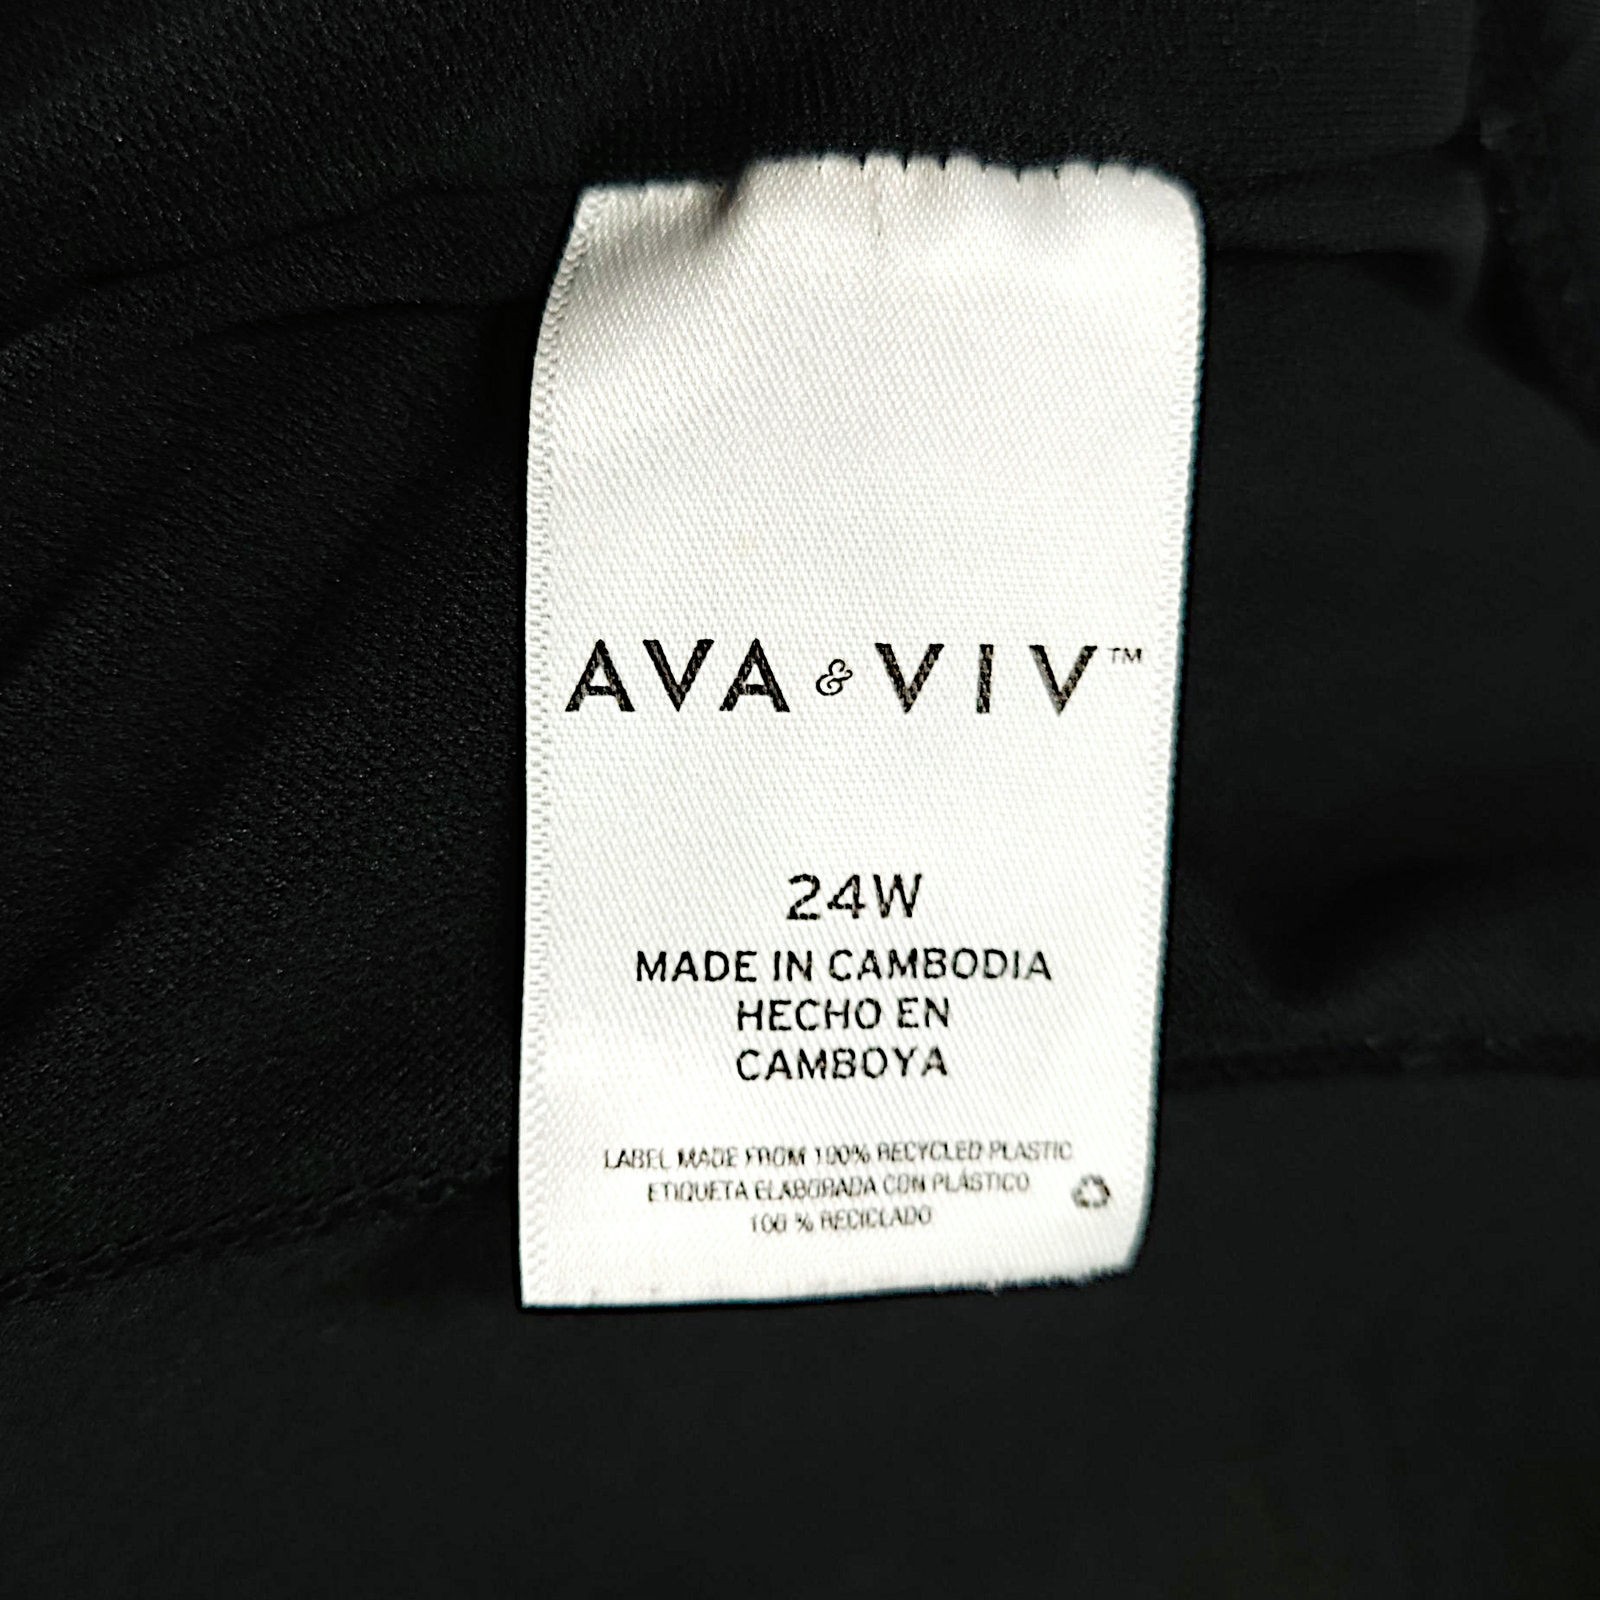 AVA & VIV™
24W
MADE IN CAMBODIA
HECHO EN
CAMBOYA
LABEL MADE FROM 100% RECYCLED PLASTIC
ETIQUETA ELABORADA CON PLÁSTICO
100 % RECICLADO